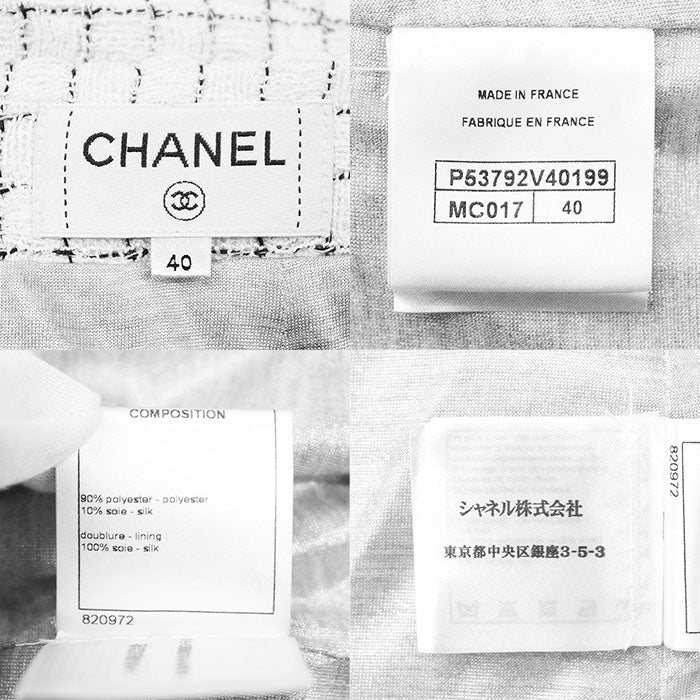 CHANEL
40
MADE IN FRANCE
FABRIQUE EN FRANCE
P53792V40199
MC017 40
COMPOSITION
90% polyester - polyester
10% soie - silk
doublure - lining :
100% soie - silk
820972
シャネル株式会社
東京都中央区銀座3-5-3
820972